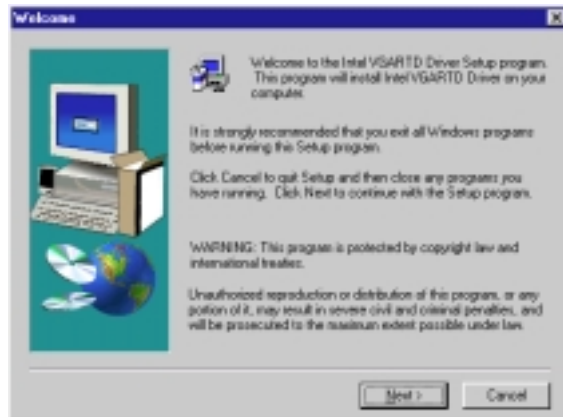 Welcome
Welcome to the Intel VGARTD Driver Setup program.
This program will install Intel VGARTD Driver on your
computer.
It is strongly recommended that you exit all Windows programs
before running this Setup program.
Click Cancel to quit Setup and then close any programs you
have running. Click Next to continue with the Setup program.
WARNING: This program is protected by copyright law and
international treaties.
Unauthorized reproduction or distribution of this program, or any
portion of it, may result in severe civil and criminal penalties, and
will be prosecuted to the maximum extent possible under law.
Next >
Cancel